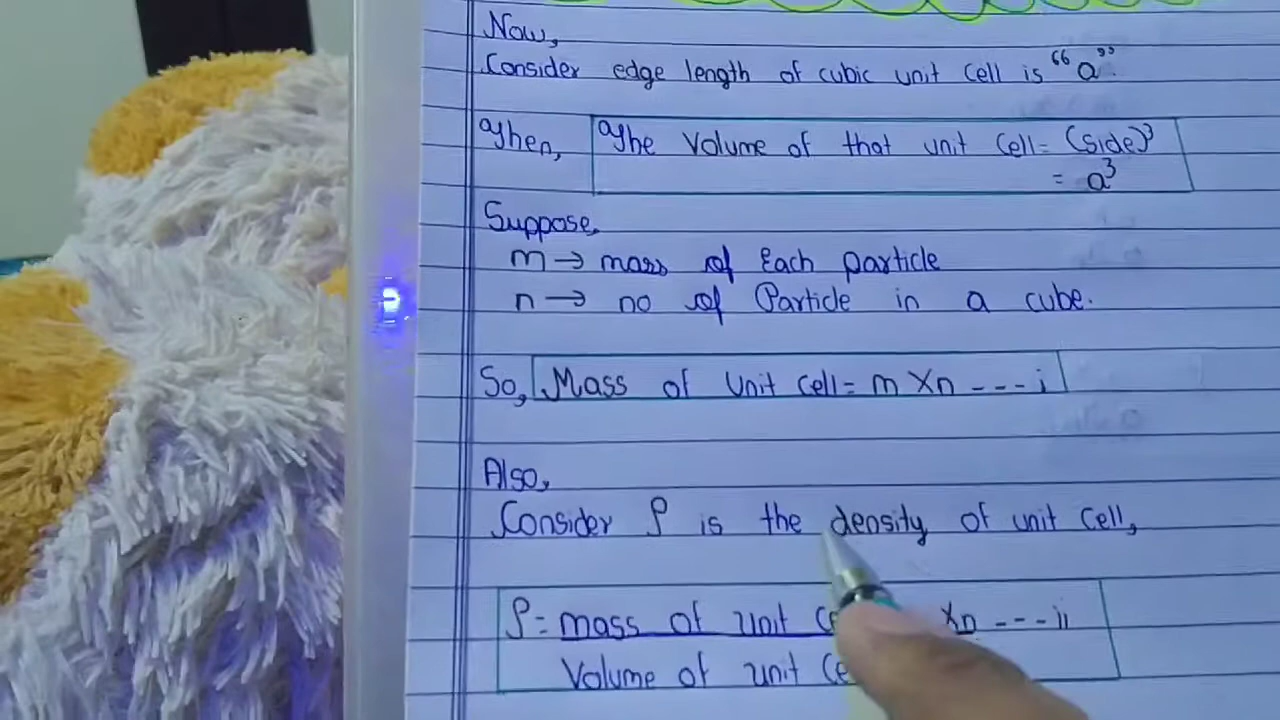 Now,
Consider edge length of cubic unit cell is "a".
Then, The Volume of that unit Cell = (Side)³
= a³
Suppose,
m → mass of Each particle
n → no of Particle in a cube.
So, Mass of Unit Cell = m × n ---i
Also,
Consider ρ is the density of unit Cell,
ρ = mass of unit ×n ---ii
Volume of unit